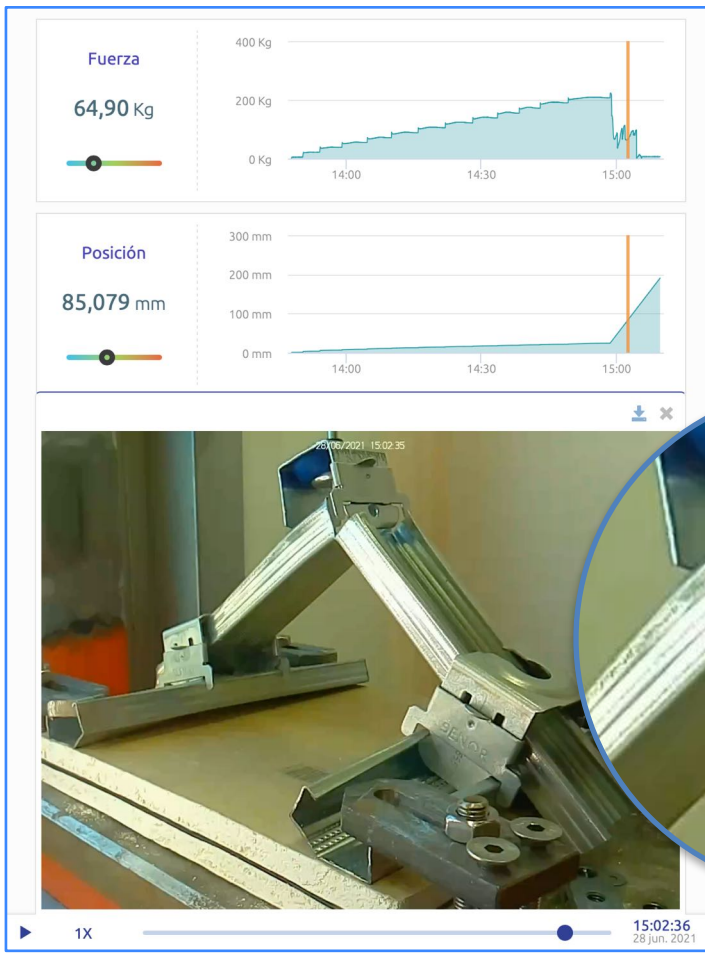 Fuerza
64,90 Kg
400 Kg
200 Kg
0 Kg
14:00
14:30
15:00
Posición
85,079 mm
300 mm
200 mm
100 mm
0 mm
14:00
14:30
15:00
28/06/2021 15:02:35
BENOR
1X
15:02:36
28 jun. 2021